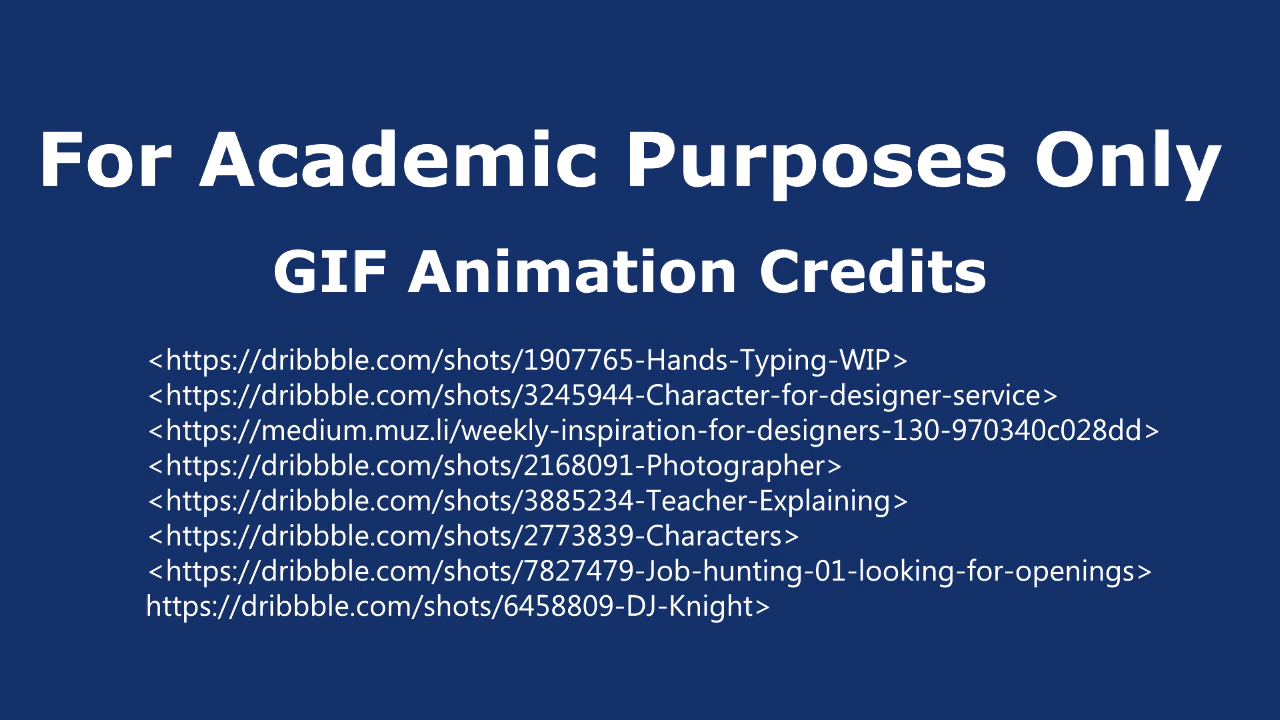 For Academic Purposes Only
GIF Animation Credits
<https://dribbble.com/shots/1907765-Hands-Typing-WIP>
<https://dribbble.com/shots/3245944-Character-for-designer-service>
<https://medium.muz.li/weekly-inspiration-for-designers-130-970340c028dd>
<https://dribbble.com/shots/2168091-Photographer>
<https://dribbble.com/shots/3885234-Teacher-Explaining>
<https://dribbble.com/shots/2773839-Characters>
<https://dribbble.com/shots/7827479-Job-hunting-01-looking-for-openings>
https://dribbble.com/shots/6458809-DJ-Knight>